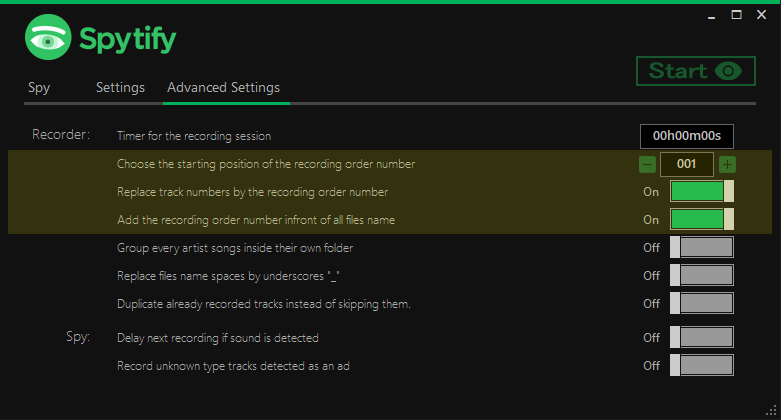 Spytify
Start
Spy Settings Advanced Settings
Recorder: Timer for the recording session 00h00m00s
Choose the starting position of the recording order number − 001 +
Replace track numbers by the recording order number On
Add the recording order number infront of all files name On
Group every artist songs inside their own folder Off
Replace files name spaces by underscores "_" Off
Duplicate already recorded tracks instead of skipping them. Off
Spy: Delay next recording if sound is detected Off
Record unknown type tracks detected as an ad Off